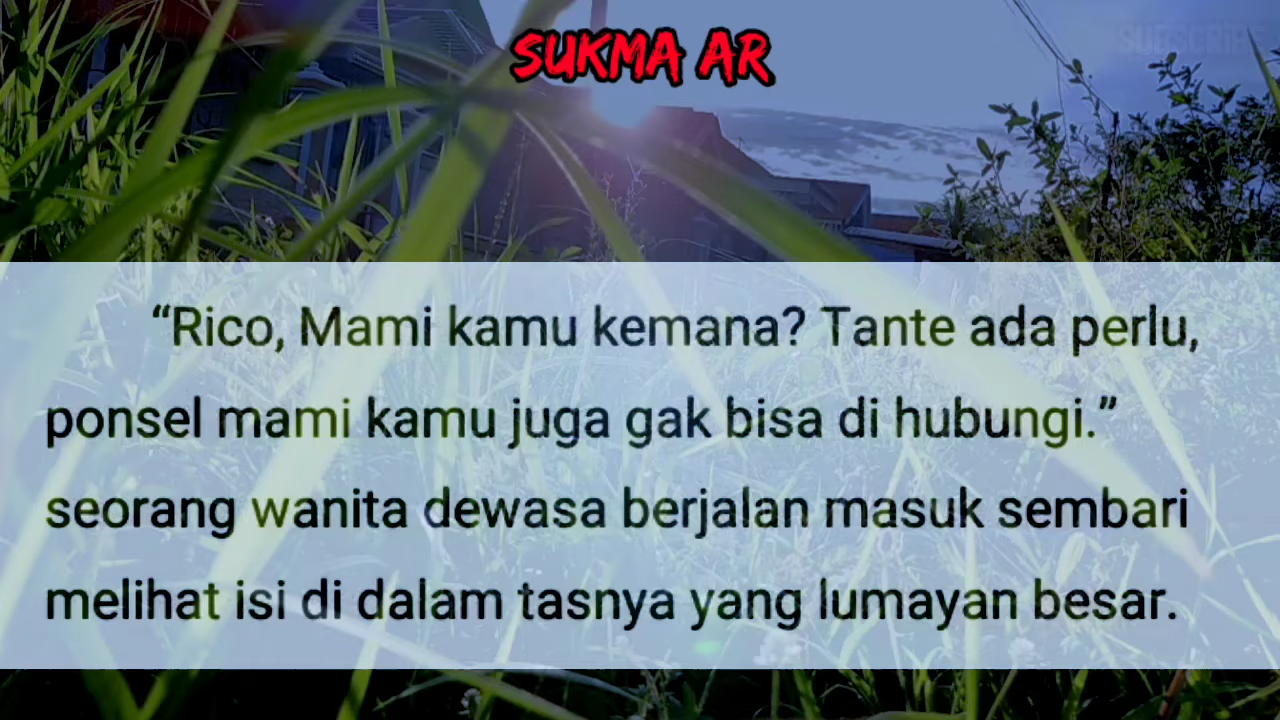 SUKMA AR
SUBSCRIBE
“Rico, Mami kamu kemana? Tante ada perlu,
ponsel mami kamu juga gak bisa di hubungi.”
seorang wanita dewasa berjalan masuk sembari
melihat isi di dalam tasnya yang lumayan besar.